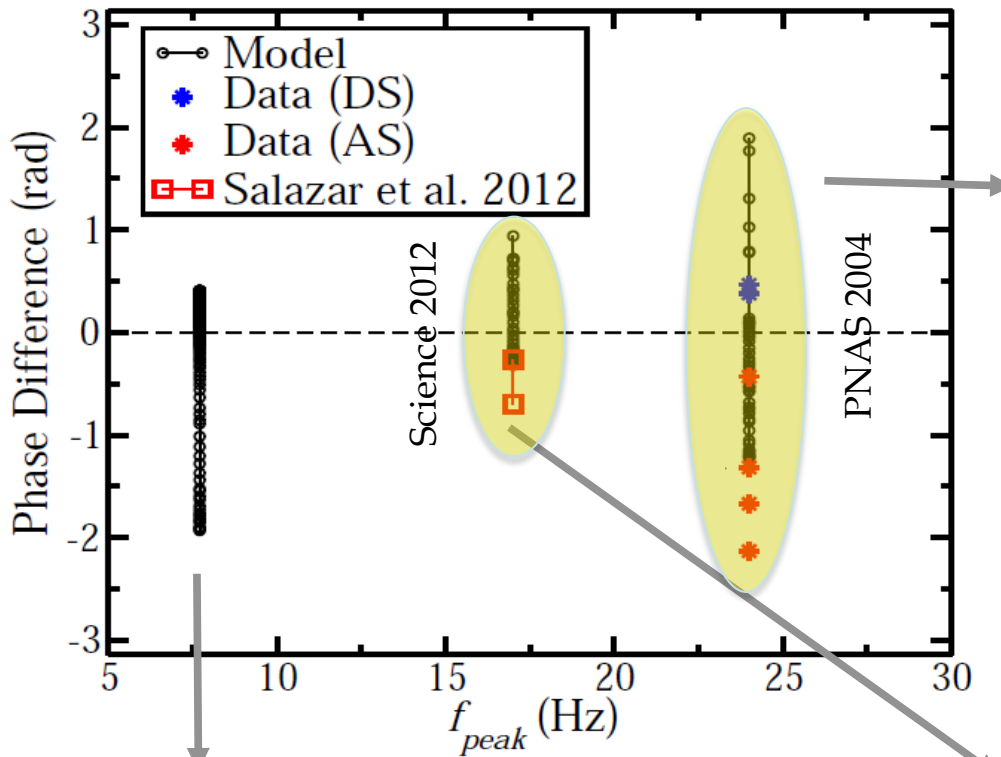 3
2
1
0
-1
-2
-3
Phase Difference (rad)
Model
Data (DS)
Data (AS)
Salazar et al. 2012
Science 2012
PNAS 2004
5 10 15 20 25 30
f_peak (Hz)